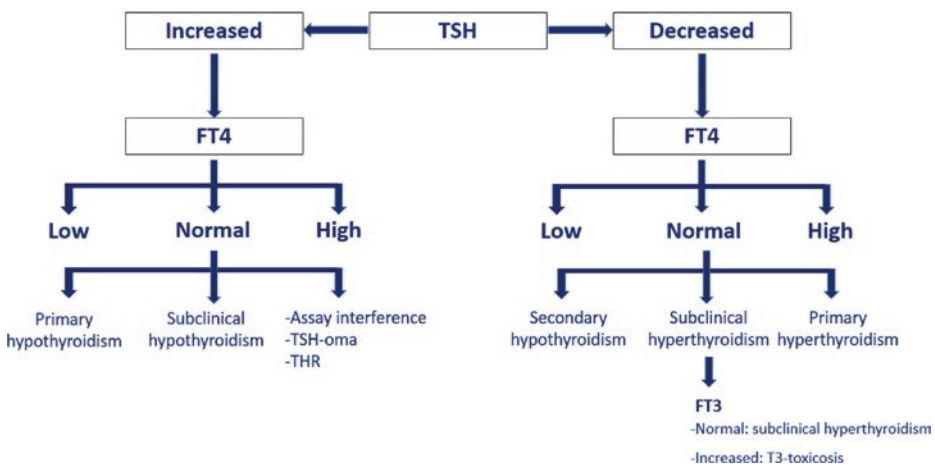 Increased
TSH
Decreased
FT4
FT4
Low
Normal
High
Low
Normal
High
Primary
hypothyroidism
Subclinical
hypothyroidism
-Assay interference
-TSH-oma
-THR
Secondary
hypothyroidism
Subclinical
hyperthyroidism
Primary
hyperthyroidism
FT3
-Normal: subclinical hyperthyroidism
-Increased: T3-toxicosis